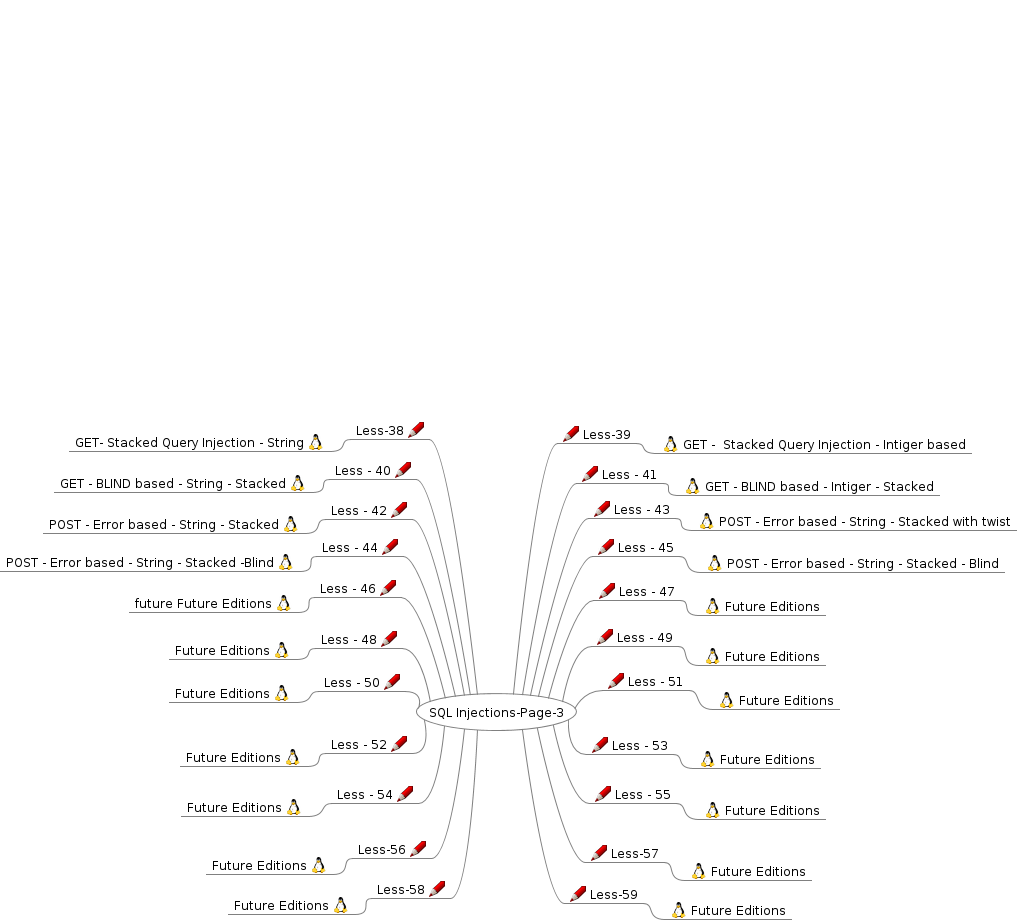 Less-38
GET- Stacked Query Injection - String
Less-39
GET -  Stacked Query Injection - Intiger based
Less - 40
GET - BLIND based - String - Stacked
Less - 41
GET - BLIND based - Intiger - Stacked
Less - 42
POST - Error based - String - Stacked
Less - 43
POST - Error based - String - Stacked with twist
Less - 44
POST - Error based - String - Stacked -Blind
Less - 45
POST - Error based - String - Stacked - Blind
Less - 46
future Future Editions
Less - 47
Future Editions
Less - 48
Future Editions
Less - 49
Future Editions
Less - 50
Future Editions
Less - 51
Future Editions
SQL Injections-Page-3
Less - 52
Future Editions
Less - 53
Future Editions
Less - 54
Future Editions
Less - 55
Future Editions
Less-56
Future Editions
Less-57
Future Editions
Less-58
Future Editions
Less-59
Future Editions